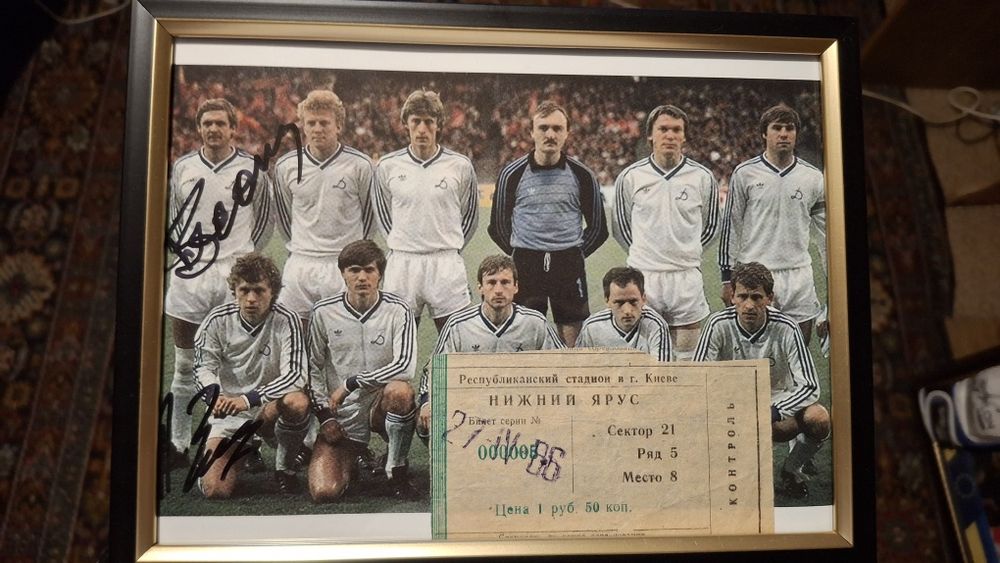 Республиканский стадион в г. Киеве
НИЖНИЙ ЯРУС
Билет серии №
000005
Сектор 21
Ряд 5
Место 8
Цена 1 руб. 50 коп.
КОНТРОЛЬ